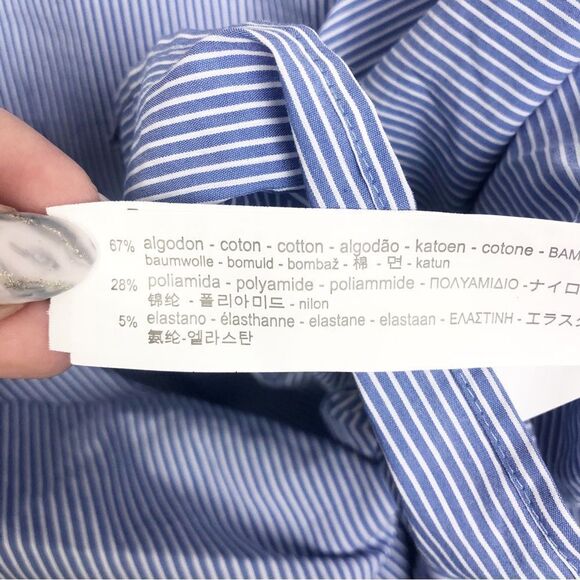 67% algodon - coton - cotton - algodão - katoen - cotone - BAM
baumwolle - bomuld - bombaž - 棉 - 면 - katun
28% poliamida - polyamide - poliammide - ΠΟΛΥΑΜΙΔΙΟ - ナイロ
锦纶 - 폴리아미드 - nilon
5% elastano - élasthanne - elastane - elastaan - ΕΛΑΣΤΙΝΗ - エラス
氨纶-엘라스탄